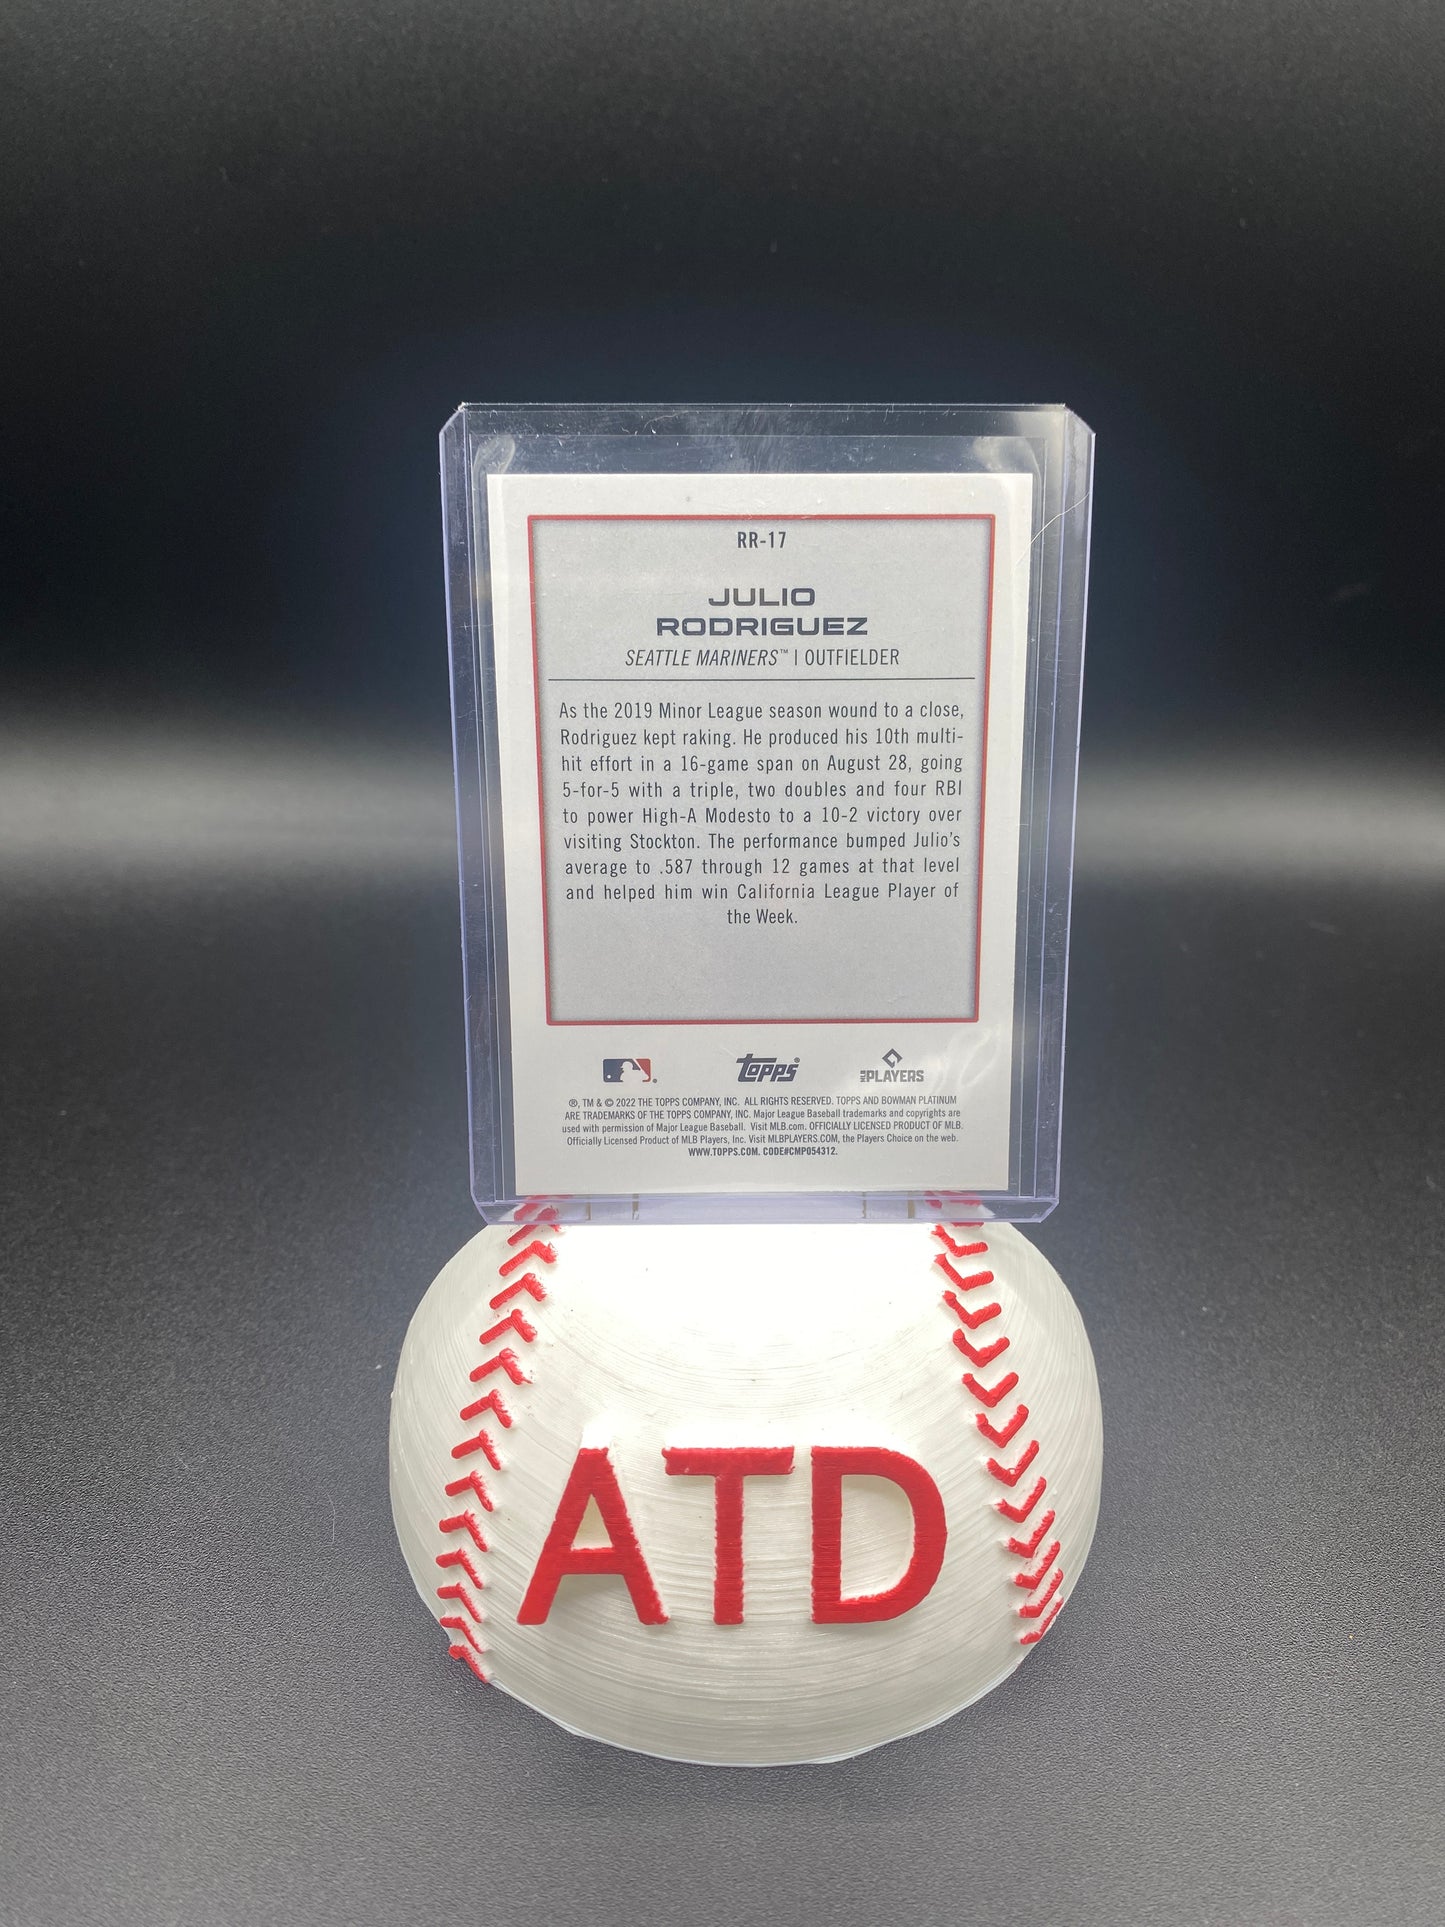 RR-17
JULIO
RODRIGUEZ
SEATTLE MARINERS™ | OUTFIELDER
As the 2019 Minor League season wound to a close,
Rodriguez kept raking. He produced his 10th multi-
hit effort in a 16-game span on August 28, going
5-for-5 with a triple, two doubles and four RBI
to power High-A Modesto to a 10-2 victory over
visiting Stockton. The performance bumped Julio's
average to .587 through 12 games at that level
and helped him win California League Player of
the Week.
Topps® MLB PLAYERS
®, TM & © 2022 THE TOPPS COMPANY, INC. ALL RIGHTS RESERVED. TOPPS AND BOWMAN PLATINUM
ARE TRADEMARKS OF THE TOPPS COMPANY, INC. Major League Baseball trademarks and copyrights are
used with permission of Major League Baseball. Visit MLB.com. OFFICIALLY LICENSED PRODUCT OF MLB.
Officially Licensed Product of MLB Players, Inc. Visit MLBPLAYERS.COM, the Players Choice on the web.
WWW.TOPPS.COM. CODE#CMP054312.
ATD